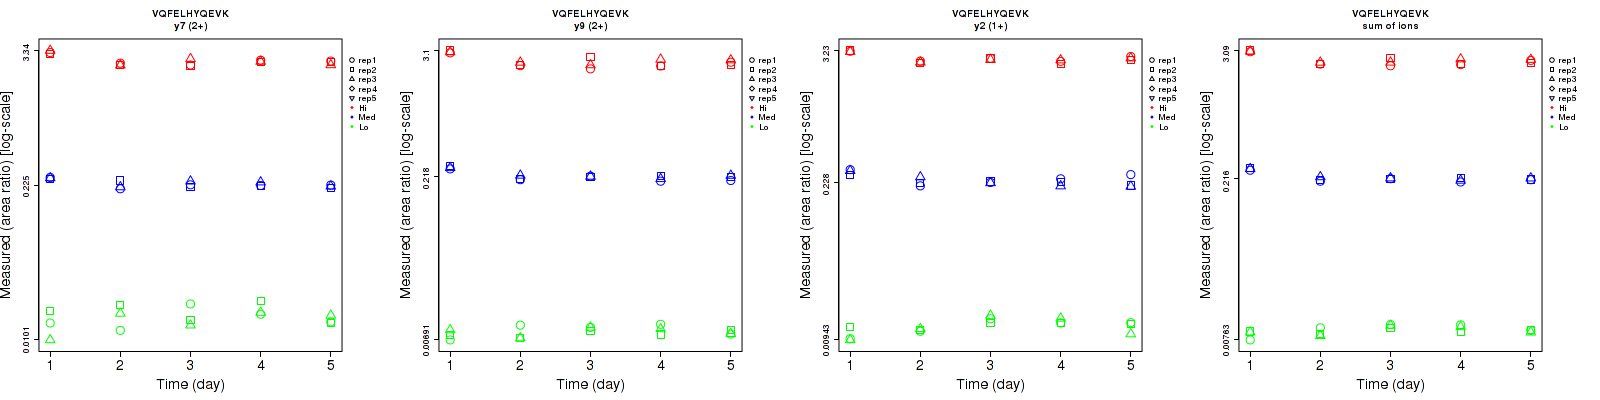 VQFELHYQEVK
y7 (2+)
Measured (area ratio) [log-scale]
3.34
0.225
0.0101
1 2 3 4 5
Time (day)
rep1
rep2
rep3
rep4
rep5
Hi
Med
Lo
VQFELHYQEVK
y9 (2+)
Measured (area ratio) [log-scale]
3.1
0.218
0.00691
1 2 3 4 5
Time (day)
rep1
rep2
rep3
rep4
rep5
Hi
Med
Lo
VQFELHYQEVK
y2 (1+)
Measured (area ratio) [log-scale]
3.23
0.228
0.00943
1 2 3 4 5
Time (day)
rep1
rep2
rep3
rep4
rep5
Hi
Med
Lo
VQFELHYQEVK
sum of ions
Measured (area ratio) [log-scale]
3.09
0.216
0.00763
1 2 3 4 5
Time (day)
rep1
rep2
rep3
rep4
rep5
Hi
Med
Lo